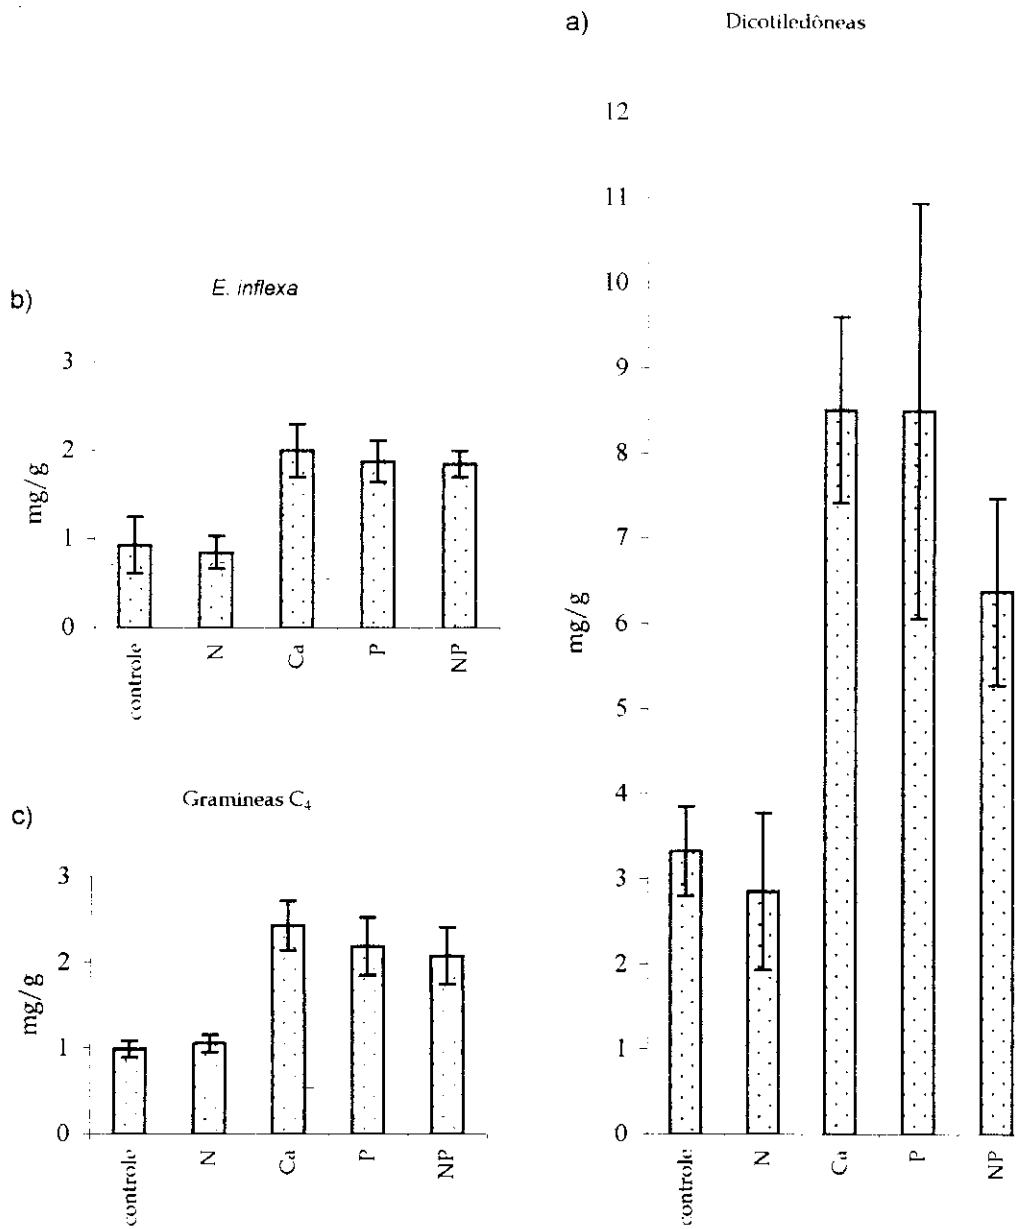 a)
Dicotiledôneas
12
11
10
9
8
7
6
5
4
3
2
1
0
mg/g
controle
N
Ca
P
NP
b)
E. inflexa
3
2
1
0
mg/g
controle
N
Ca
P
NP
c)
Gramineas C₄
3
2
1
0
mg/g
controle
N
Ca
P
NP